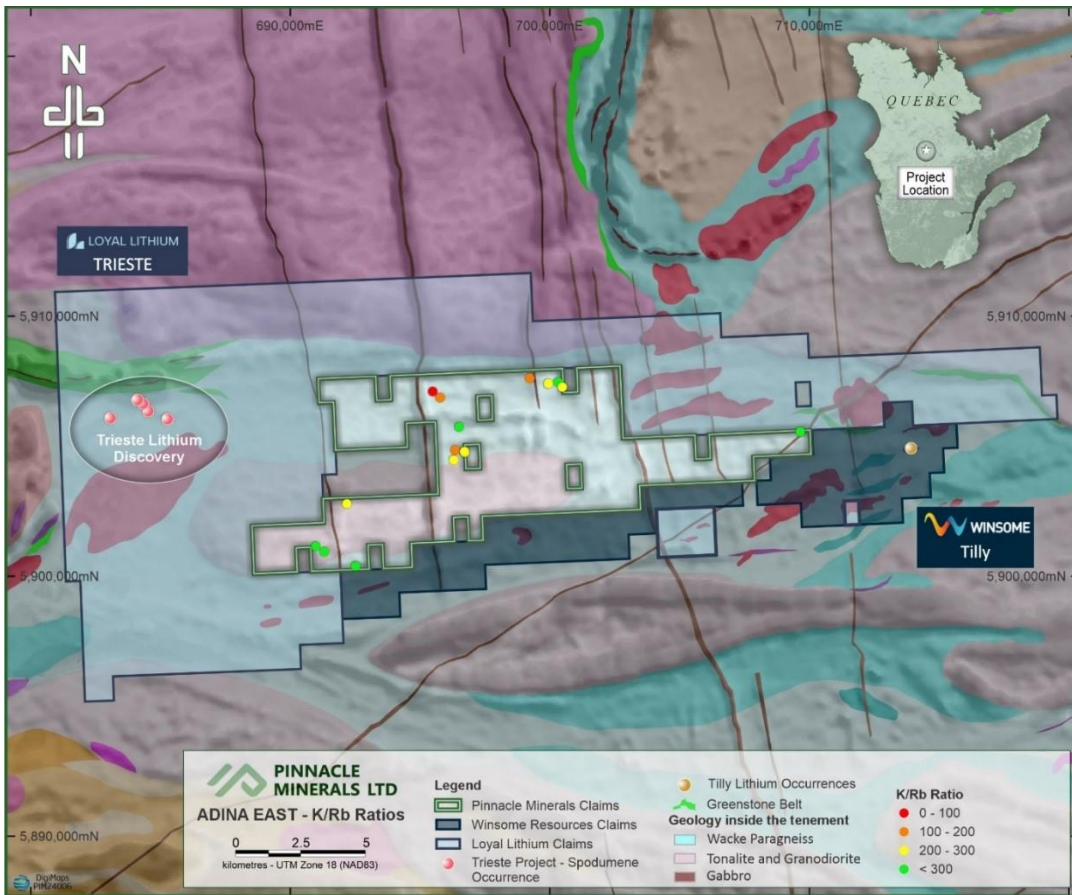 690,000mE
700,000mE
710,000mE
N
QUEBEC
Project
Location
LOYAL LITHIUM
TRIESTE
5,910,000mN
5,910,000mN
Trieste Lithium
Discovery
WINSOME
Tilly
5,900,000mN
5,900,000mN
5,890,000mN
PINNACLE
MINERALS LTD
ADINA EAST - K/Rb Ratios
0 2.5 5
kilometres - UTM Zone 18 (NAD83)
Legend
Pinnacle Minerals Claims
Winsome Resources Claims
Loyal Lithium Claims
Trieste Project - Spodumene
Occurrence
Tilly Lithium Occurrences
Greenstone Belt
Geology inside the tenement
Wacke Paragneiss
Tonalite and Granodiorite
Gabbro
K/Rb Ratio
0 - 100
100 - 200
200 - 300
< 300
DigiMaps
PIM24006